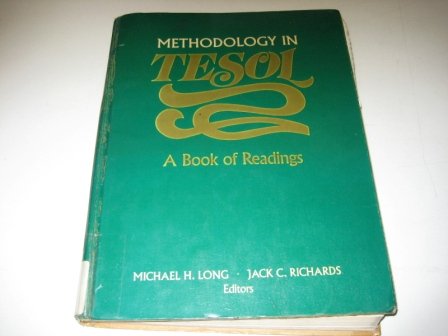 METHODOLOGY IN
TESOL
A Book of Readings
MICHAEL H. LONG · JACK C. RICHARDS
Editors